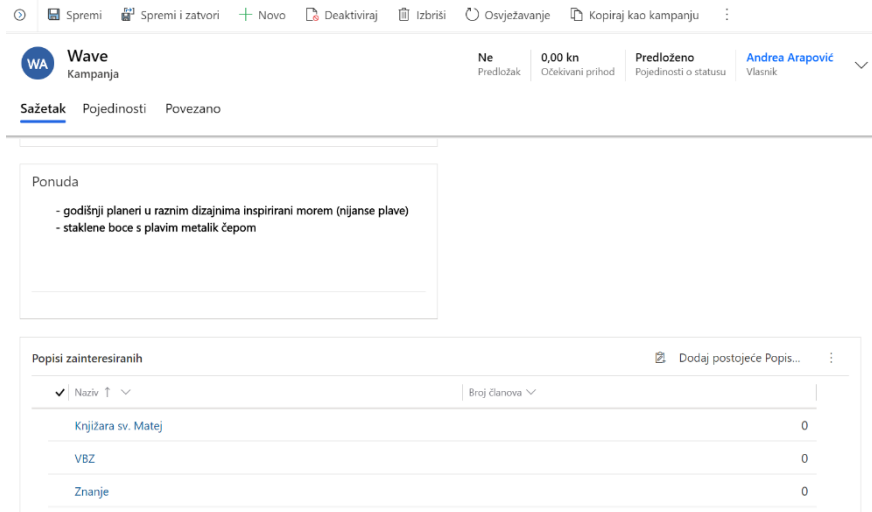 Spremi Spremi i zatvori Novo Deaktiviraj Izbriši Osvježavanje Kopiraj kao kampanju
WA
Wave
Kampanja
Ne
Predložak
0,00 kn
Očekivani prihod
Predloženo
Pojedinosti o statusu
Andrea Arapović
Vlasnik
Sažetak Pojedinosti Povezano
Ponuda
- godišnji planeri u raznim dizajnima inspirirani morem (nijanse plave)
- staklene boce s plavim metalik čepom
Popisi zainteresiranih Dodaj postojeće Popis...
Naziv Broj članova
Knjižara sv. Matej 0
VBZ 0
Znanje 0